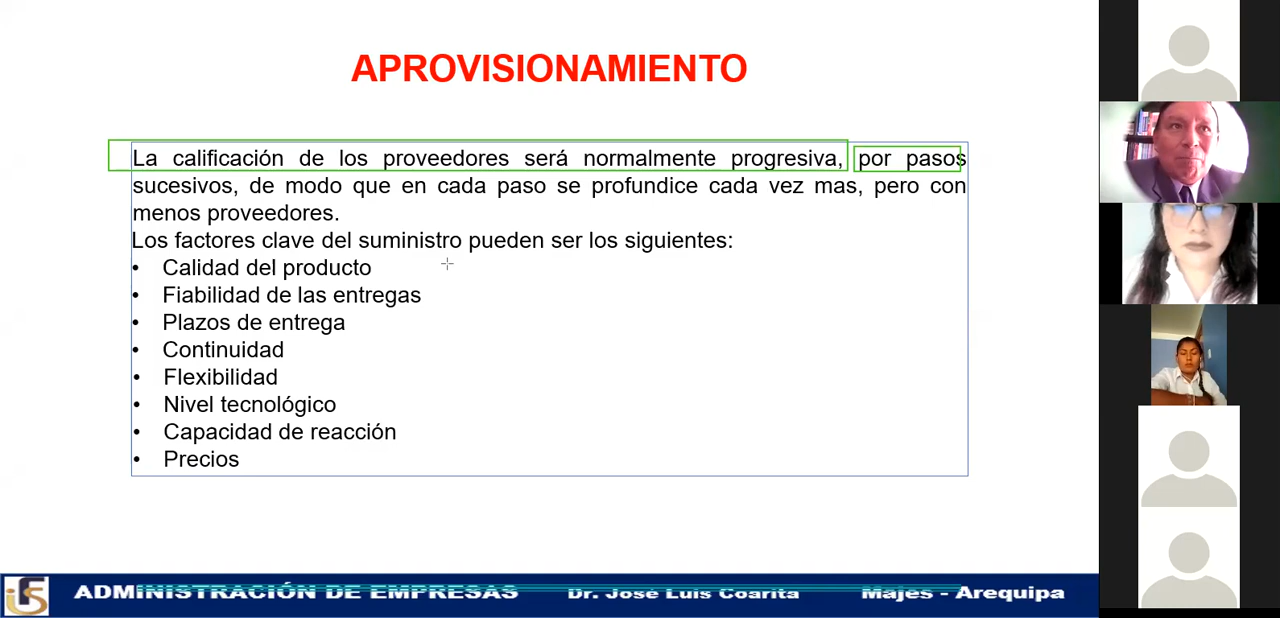 APROVISIONAMIENTO
La calificación de los proveedores será normalmente progresiva, por pasos
sucesivos, de modo que en cada paso se profundice cada vez mas, pero con
menos proveedores.
Los factores clave del suministro pueden ser los siguientes:
• Calidad del producto
• Fiabilidad de las entregas
• Plazos de entrega
• Continuidad
• Flexibilidad
• Nivel tecnológico
• Capacidad de reacción
• Precios
ADMINISTRACIÓN DE EMPRESAS Dr. José Luis Coarita Majes - Arequipa